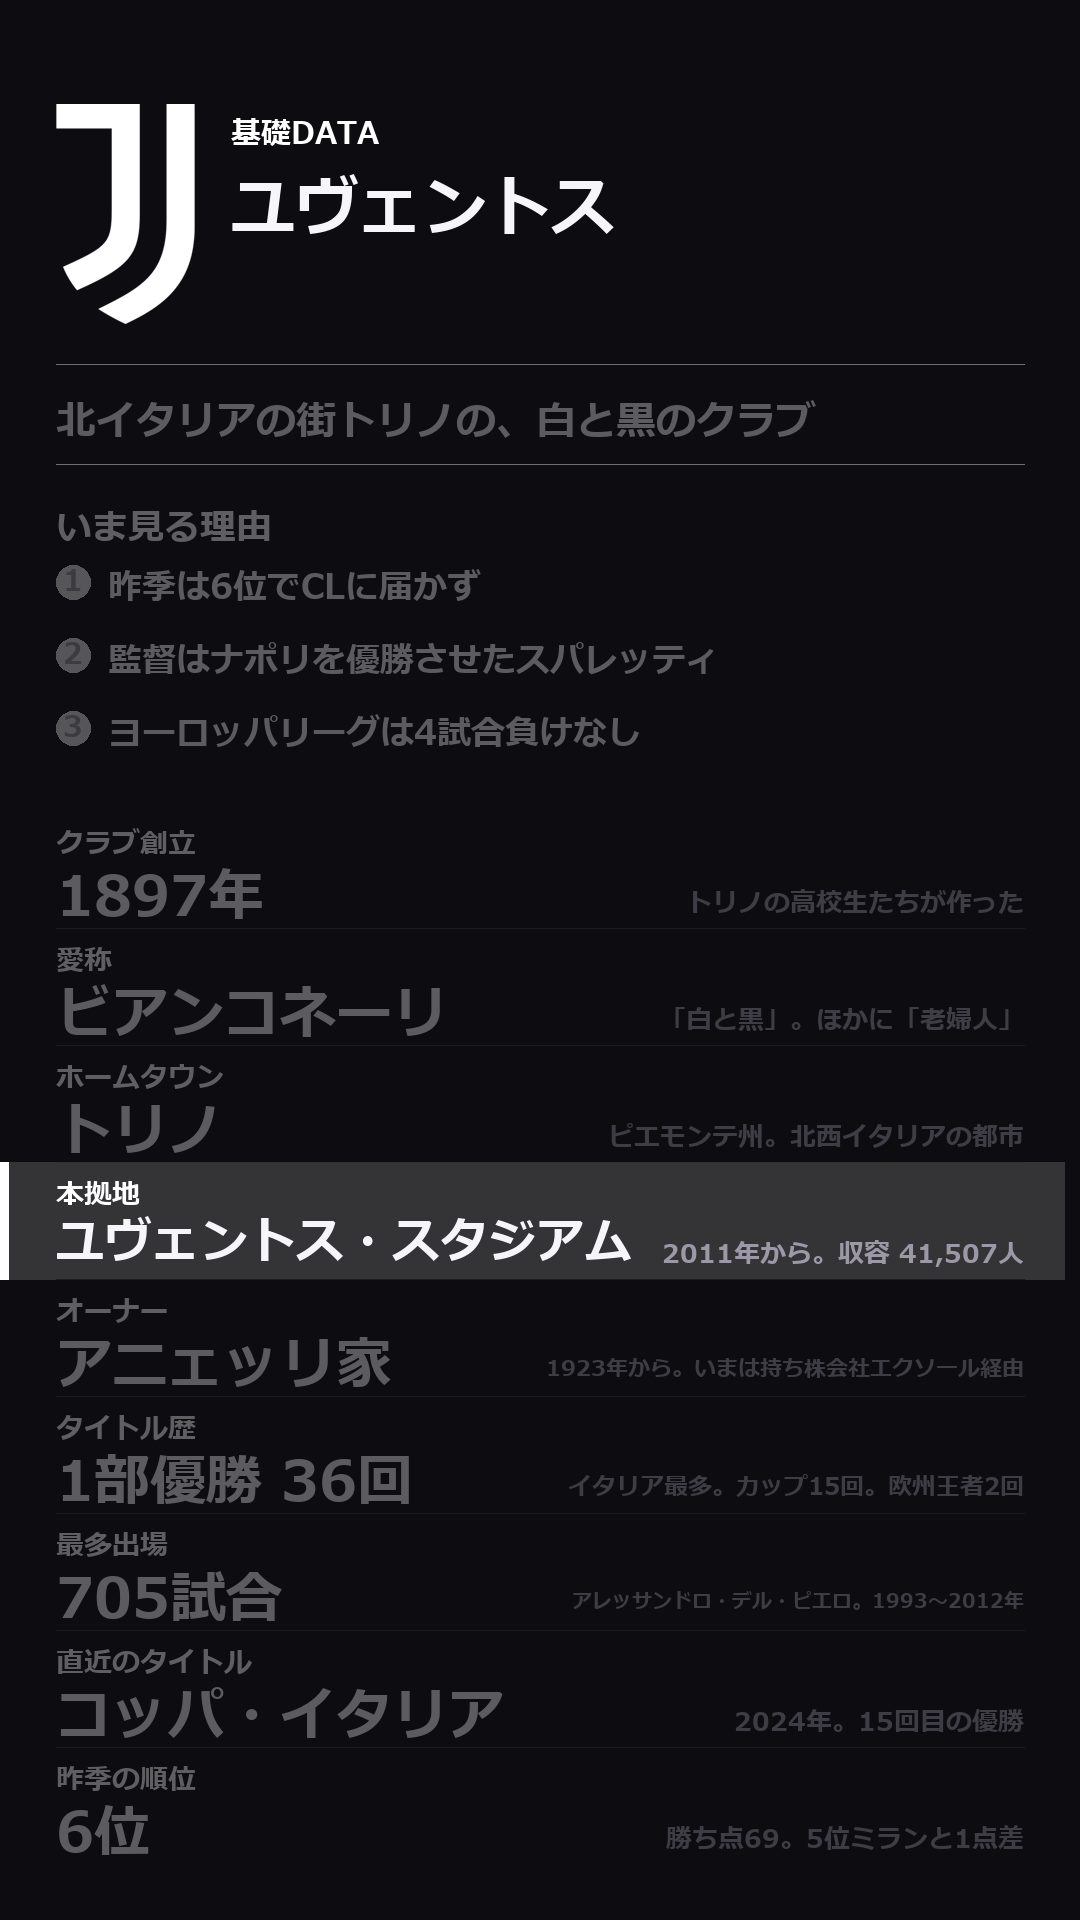 基礎DATA
ユヴェントス
北イタリアの街トリノの、白と黒のクラブ
いま見る理由
1 昨季は6位でCLに届かず
2 監督はナポリを優勝させたスパレッティ
3 ヨーロッパリーグは4試合負けなし
クラブ創立
1897年 トリノの高校生たちが作った
愛称
ビアンコネーリ 「白と黒」。ほかに「老婦人」
ホームタウン
トリノ ピエモンテ州。北西イタリアの都市
本拠地
ユヴェントス・スタジアム 2011年から。収容 41,507人
オーナー
アニェッリ家 1923年から。いまは持ち株会社エクソール経由
タイトル歴
1部優勝 36回 イタリア最多。カップ15回。欧州王者2回
最多出場
705試合 アレッサンドロ・デル・ピエロ。1993〜2012年
直近のタイトル
コッパ・イタリア 2024年。15回目の優勝
昨季の順位
6位 勝ち点69。5位ミランと1点差